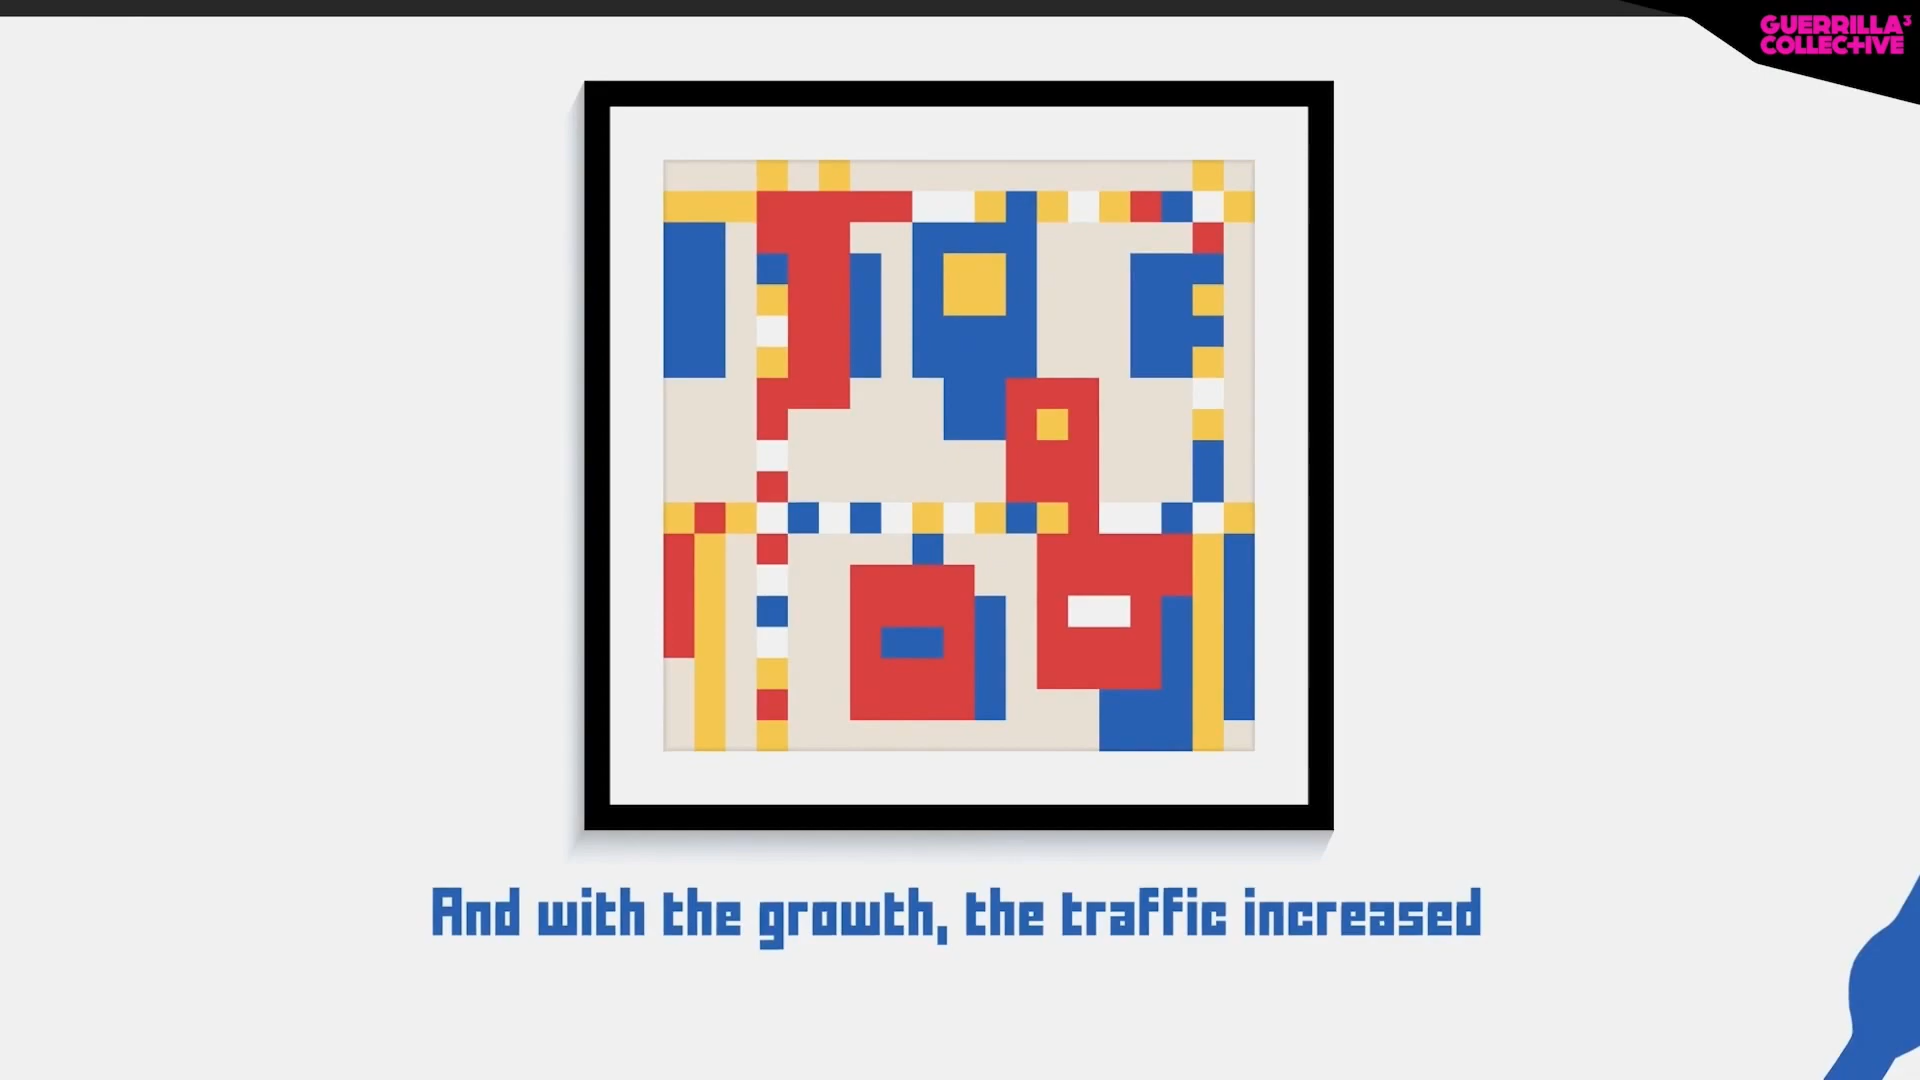 GUERRILLA³
COLLECTIVE
And with the growth, the traffic increased